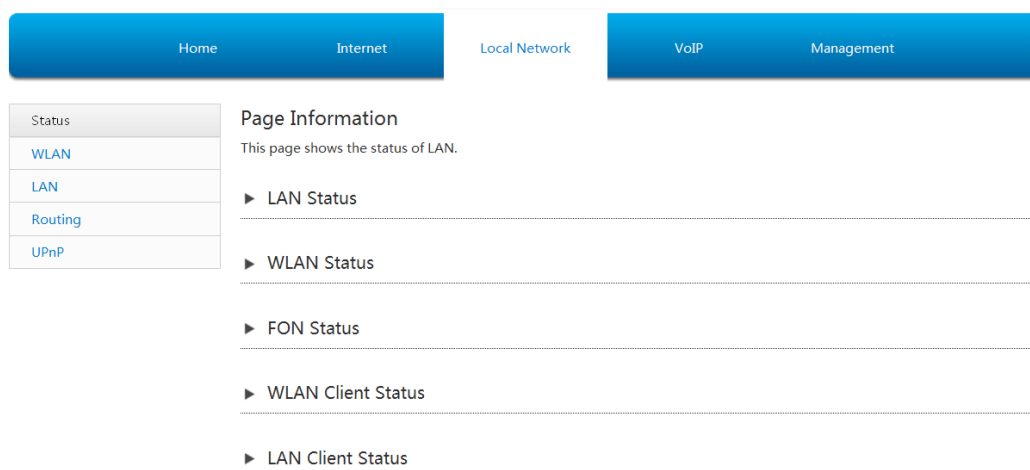 Home Internet Local Network VoIP Management
Status
WLAN
LAN
Routing
UPnP
Page Information
This page shows the status of LAN.
LAN Status
WLAN Status
FON Status
WLAN Client Status
LAN Client Status